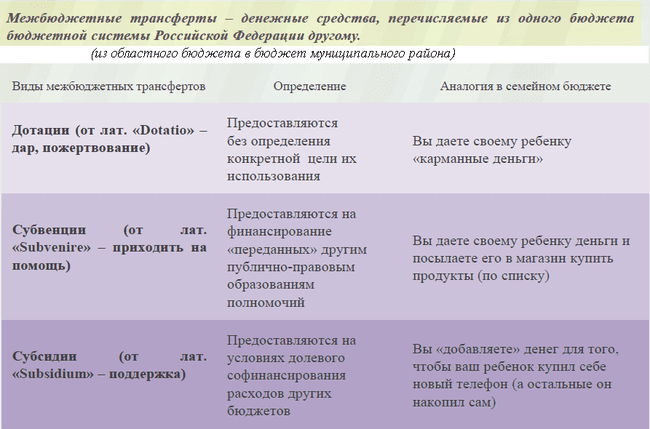 Межбюджетные трансферты – денежные средства, перечисляемые из одного бюджета
бюджетной системы Российской Федерации другому.
(из областного бюджета в бюджет муниципального района)
Виды межбюджетных трансфертов
Определение
Аналогия в семейном бюджете
Дотации (от лат. «Dotatio» –
дар, пожертвование)
Предоставляются
без определения
конкретной цели их
использования
Вы даете своему ребенку
«карманные деньги»
Субвенции (от лат.
«Subvenire» – приходить на
помощь)
Предоставляются на
финансирование
«переданных» другим
публично-правовым
образованиям
полномочий
Вы даете своему ребенку деньги и
посылаете его в магазин купить
продукты (по списку)
Субсидии (от лат.
«Subsidium» – поддержка)
Предоставляются на
условиях долевого
софинансирования
расходов других
бюджетов
Вы «добавляете» денег для того,
чтобы ваш ребенок купил себе
новый телефон (а остальные он
накопил сам)